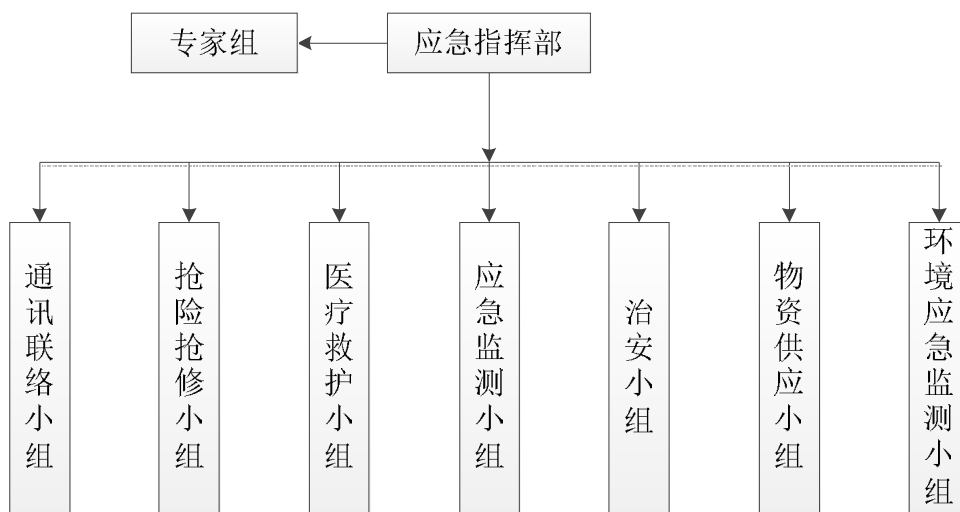 专家组
应急指挥部
通讯联络小组
抢险抢修小组
医疗救护小组
应急监测小组
治安小组
物资供应小组
环境应急监测小组